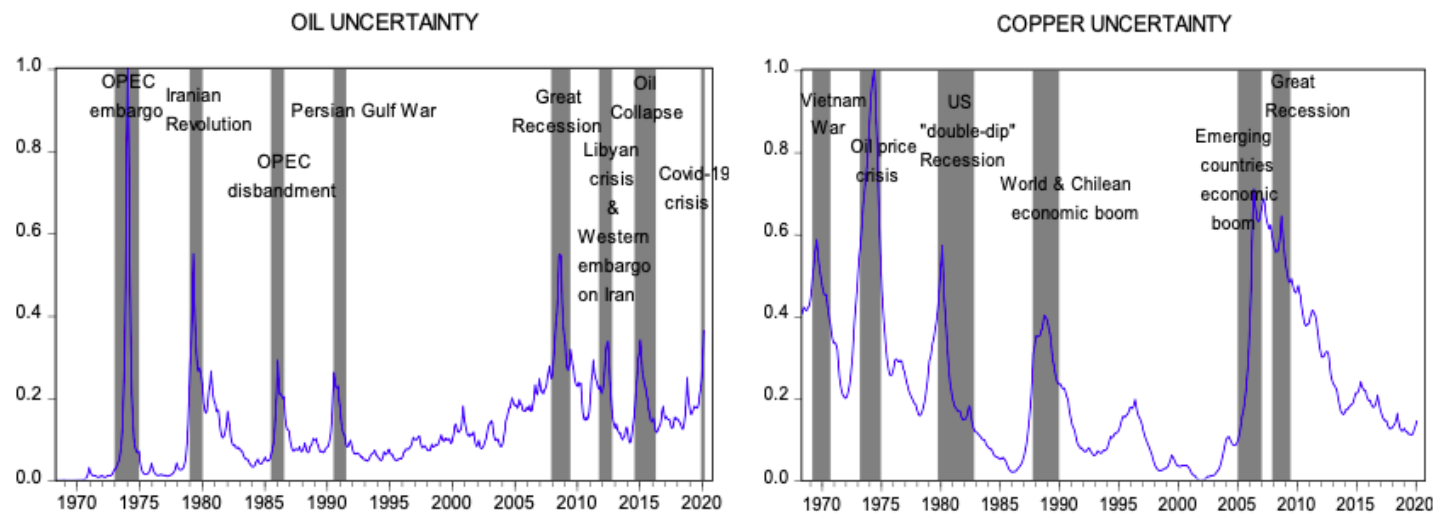 OIL UNCERTAINTY
1.0
0.8
0.6
0.4
0.2
0.0
OPEC
embargo
Iranian
Revolution
OPEC
disbandment
Persian Gulf War
Great
Recession
Libyan
crisis
&
Western
embargo
on Iran
Oil
Collapse
Covid-19
crisis
1970 1975 1980 1985 1990 1995 2000 2005 2010 2015 2020
COPPER UNCERTAINTY
1.0
0.8
0.6
0.4
0.2
0.0
Vietnam
War
Oil price
crisis
US
"double-dip"
Recession
World & Chilean
economic boom
Emerging
countries
economic
boom
Great
Recession
1970 1975 1980 1985 1990 1995 2000 2005 2010 2015 2020